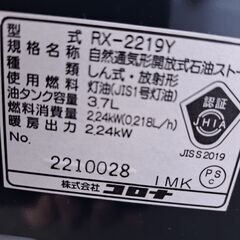 型 式 RX-2219Y
規格名称 自然通気形開放式石油ストー
種 類 しん式・放射形
使用燃料 灯油(JIS1号灯油)
油タンク容量 3.7L
燃料消費量 2.24kW(0.218L/h)
暖房出力 2.24kW
No. 2210028 1MK
株式会社 コロナ
認証
JHIA
JIS S 2019
PSC